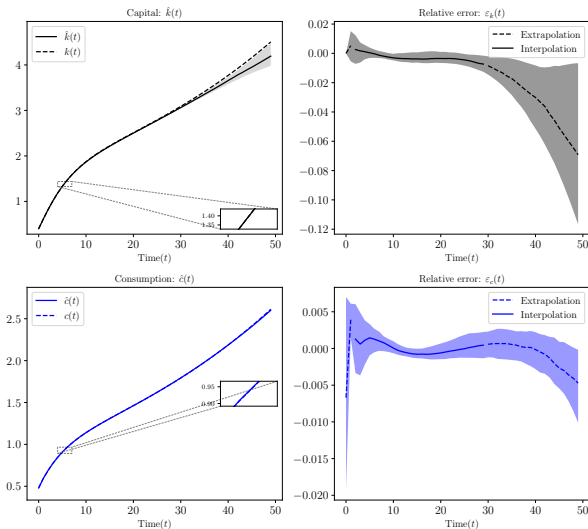 Capital: k̂(t)
k̂(t)
k(t)
4
3
2
1
1.40
1.35
0 10 20 30 40 50
Time(t)
Relative error: ε_k(t)
Extrapolation
Interpolation
0.02
0.00
−0.02
−0.04
−0.06
−0.08
−0.10
−0.12
0 10 20 30 40 50
Time(t)
Consumption: ĉ(t)
ĉ(t)
c(t)
2.5
2.0
1.5
1.0
0.5
0.95
0.90
0 10 20 30 40 50
Time(t)
Relative error: ε_c(t)
Extrapolation
Interpolation
0.005
0.000
−0.005
−0.010
−0.015
−0.020
0 10 20 30 40 50
Time(t)